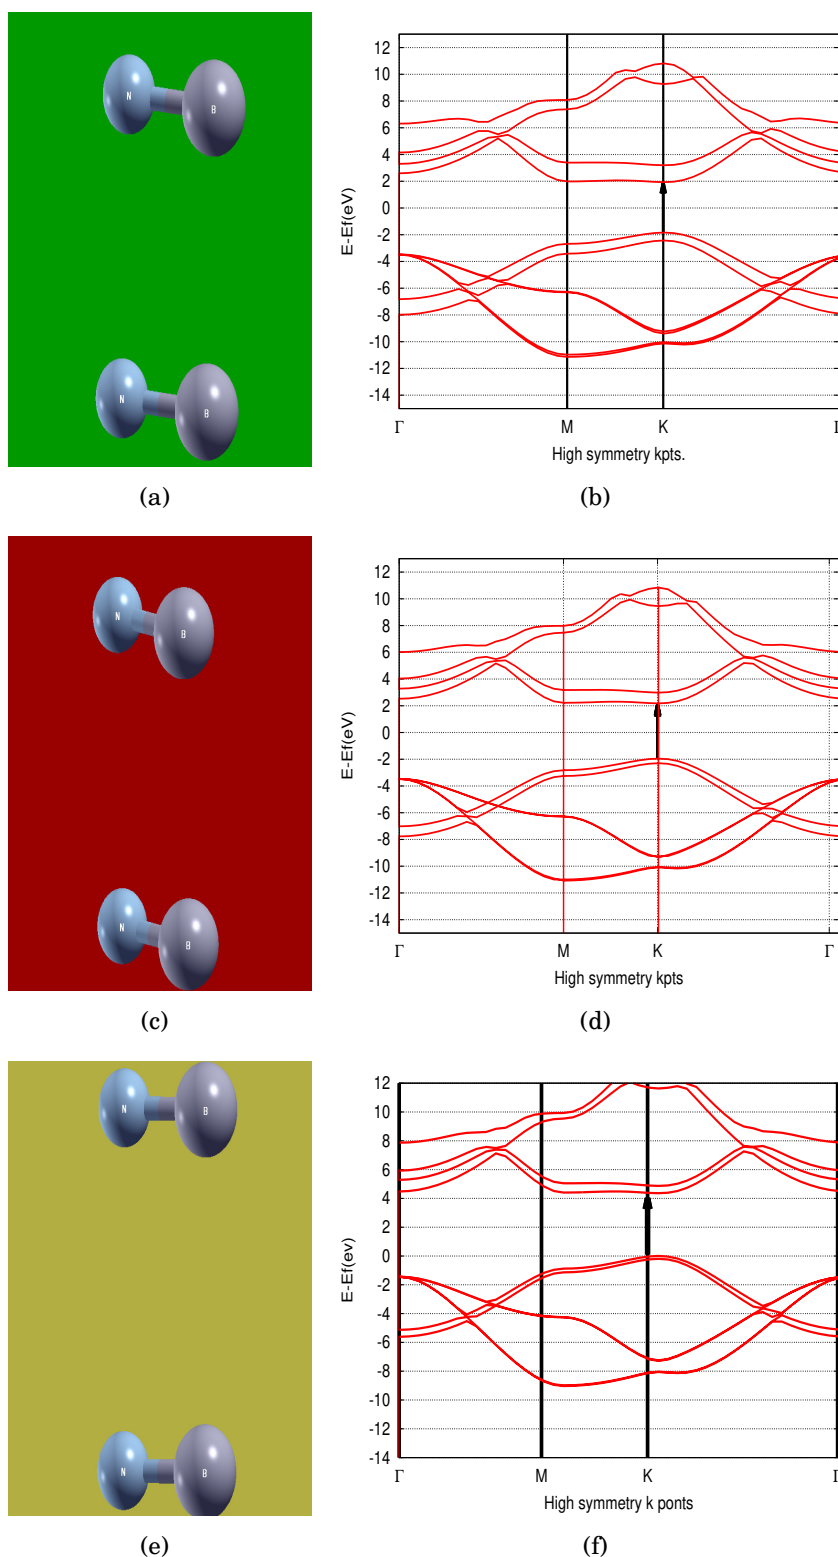 N B
N B
(a)
E-Ef(eV)
12
10
8
6
4
2
0
-2
-4
-6
-8
-10
-12
-14
Γ M K Γ
High symmetry kpts.
(b)
N B
N B
(c)
E-Ef(eV)
12
10
8
6
4
2
0
-2
-4
-6
-8
-10
-12
-14
Γ M K Γ
High symmetry kpts
(d)
N B
N B
(e)
E-Ef(ev)
12
10
8
6
4
2
0
-2
-4
-6
-8
-10
-12
-14
Γ M K Γ
High symmetry k ponts
(f)